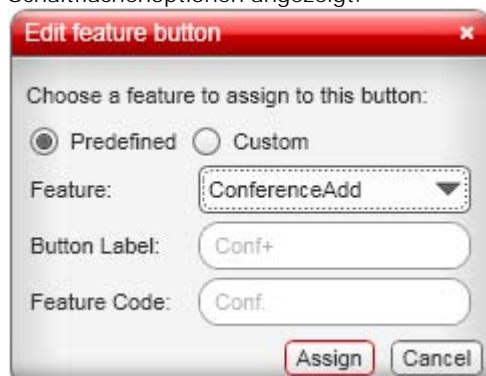 Schaltflächenoptionen angezeigt.
Edit feature button ×
Choose a feature to assign to this button:
Predefined Custom
Feature: ConferenceAdd
Button Label: Conf+
Feature Code: Conf.
Assign Cancel